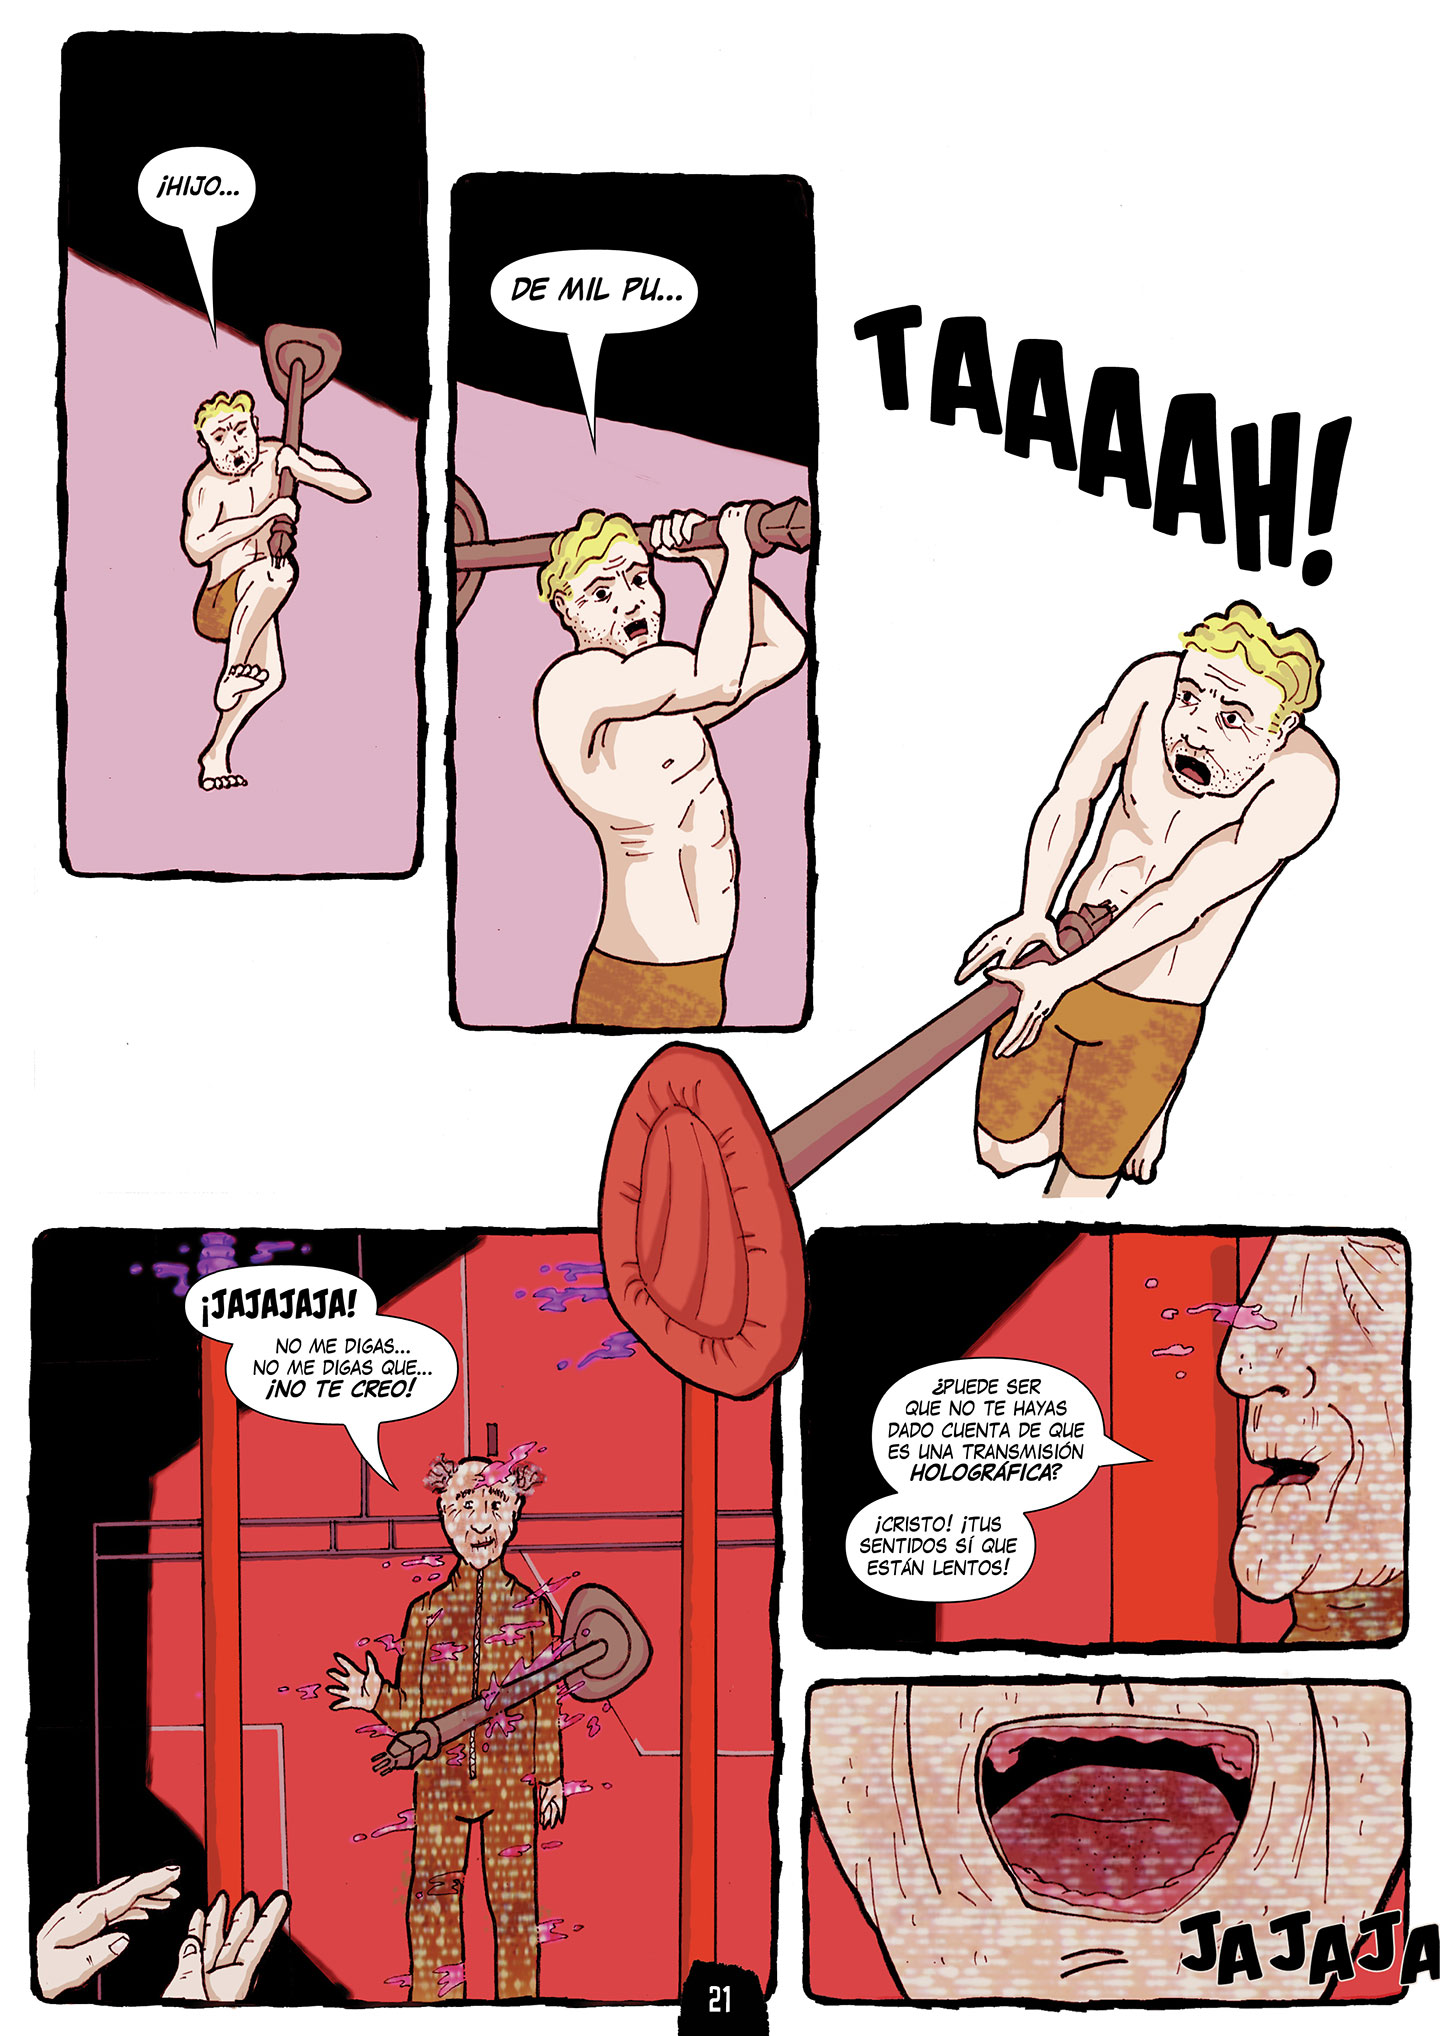 ¡HIJO...
DE MIL PU...
TAAAAH!
¡JAJAJAJA!
NO ME DIGAS...
NO ME DIGAS QUE...
¡NO TE CREO!
¿PUEDE SER
QUE NO TE HAYAS
DADO CUENTA DE QUE
ES UNA TRANSMISIÓN
HOLOGRÁFICA?
¡CRISTO! ¡TUS
SENTIDOS SÍ QUE
ESTÁN LENTOS!
JAJAJA
21